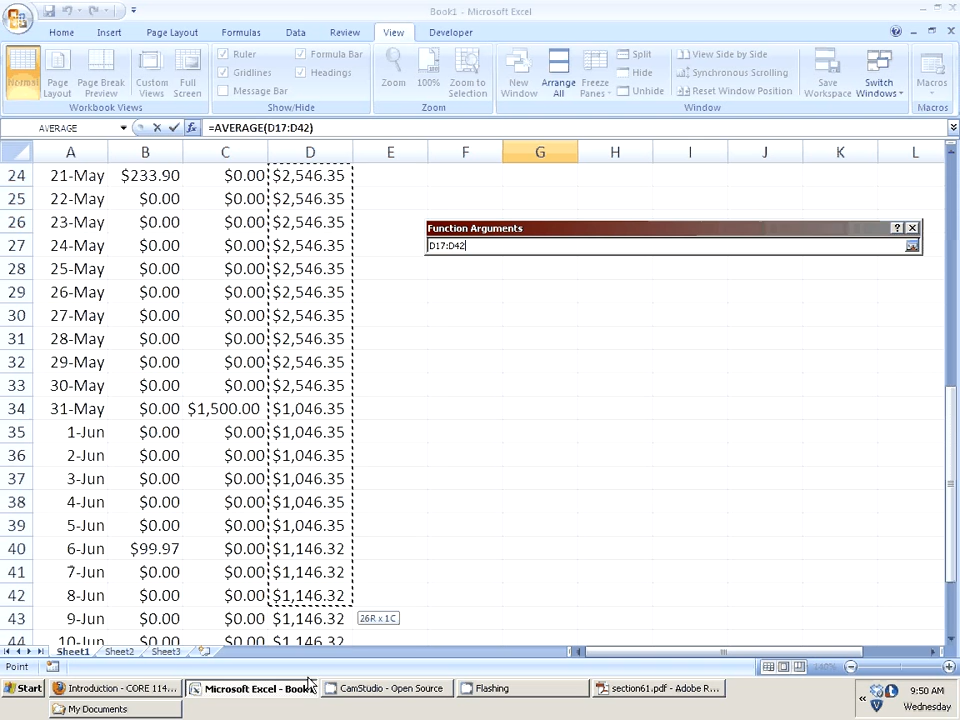 Book1 - Microsoft Excel
Home Insert Page Layout Formulas Data Review View Developer
Normal Page Layout Page Break Preview Custom Views Full Screen
Ruler Formula Bar
Gridlines Headings
Message Bar
Zoom 100% Zoom to Selection
New Window Arrange All Freeze Panes
Split
Hide
Unhide
View Side by Side
Synchronous Scrolling
Reset Window Position
Save Workspace Switch Windows Macros
Workbook Views Show/Hide Zoom Window Macros
AVERAGE fx =AVERAGE(D17:D42)
A B C D E F G H I J K L
24 21-May $233.90 $0.00 $2,546.35
25 22-May $0.00 $0.00 $2,546.35
26 23-May $0.00 $0.00 $2,546.35
27 24-May $0.00 $0.00 $2,546.35
28 25-May $0.00 $0.00 $2,546.35
29 26-May $0.00 $0.00 $2,546.35
30 27-May $0.00 $0.00 $2,546.35
31 28-May $0.00 $0.00 $2,546.35
32 29-May $0.00 $0.00 $2,546.35
33 30-May $0.00 $0.00 $2,546.35
34 31-May $0.00 $1,500.00 $1,046.35
35 1-Jun $0.00 $0.00 $1,046.35
36 2-Jun $0.00 $0.00 $1,046.35
37 3-Jun $0.00 $0.00 $1,046.35
38 4-Jun $0.00 $0.00 $1,046.35
39 5-Jun $0.00 $0.00 $1,046.35
40 6-Jun $99.97 $0.00 $1,146.32
41 7-Jun $0.00 $0.00 $1,146.32
42 8-Jun $0.00 $0.00 $1,146.32
43 9-Jun $0.00 $0.00 $1,146.32
44 10-Jun $0.00 $0.00 $1,146.32
Function Arguments
D17:D42
26R x 1C
Sheet1 Sheet2 Sheet3
Point 140%
Start Introduction - CORE 114... Microsoft Excel - Book1 CamStudio - Open Source Flashing section61.pdf - Adobe R... 9:50 AM
My Documents Wednesday